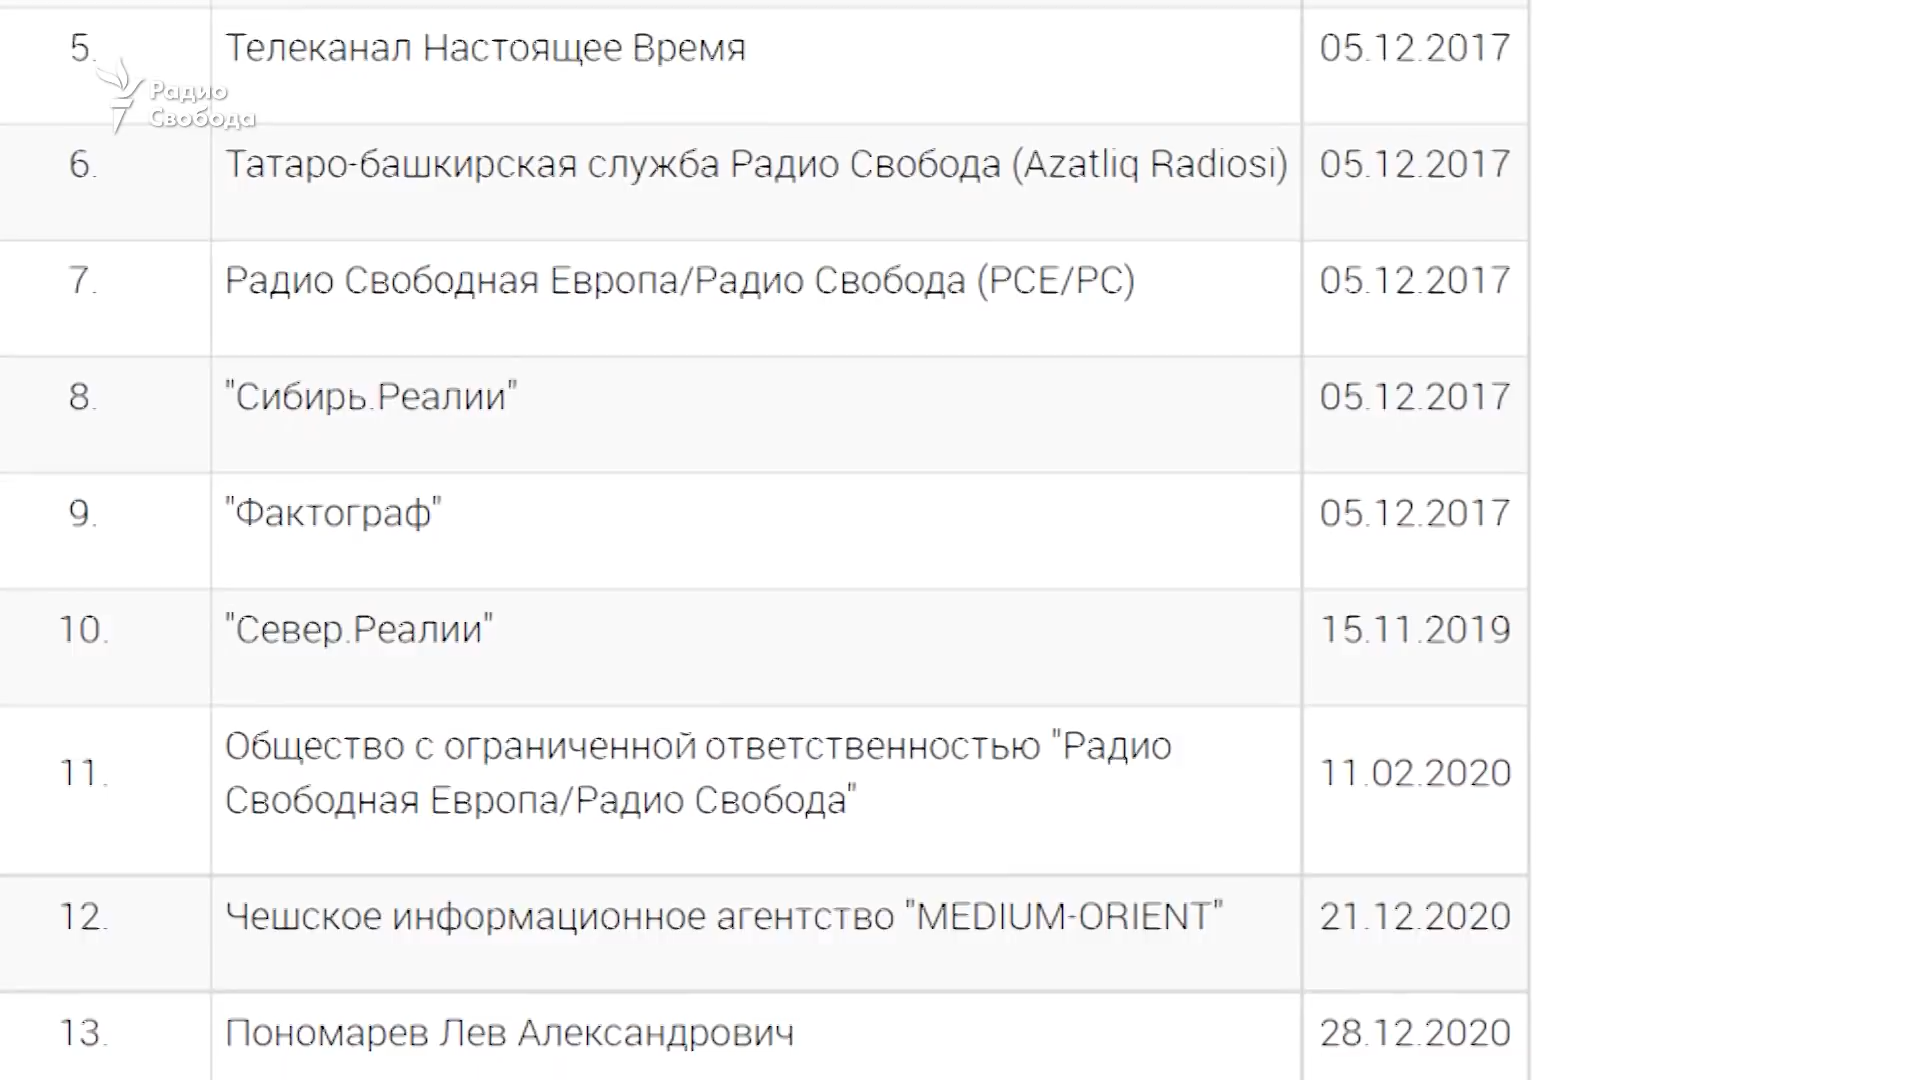 5. Телеканал Настоящее Время 05.12.2017
Радио
Свобода
6. Татаро-башкирская служба Радио Свобода (Azatliq Radiosi) 05.12.2017
7. Радио Свободная Европа/Радио Свобода (РСЕ/РС) 05.12.2017
8. "Сибирь.Реалии" 05.12.2017
9. "Фактограф" 05.12.2017
10. "Север.Реалии" 15.11.2019
11. Общество с ограниченной ответственностью "Радио
Свободная Европа/Радио Свобода" 11.02.2020
12. Чешское информационное агентство "MEDIUM-ORIENT" 21.12.2020
13. Пономарев Лев Александрович 28.12.2020